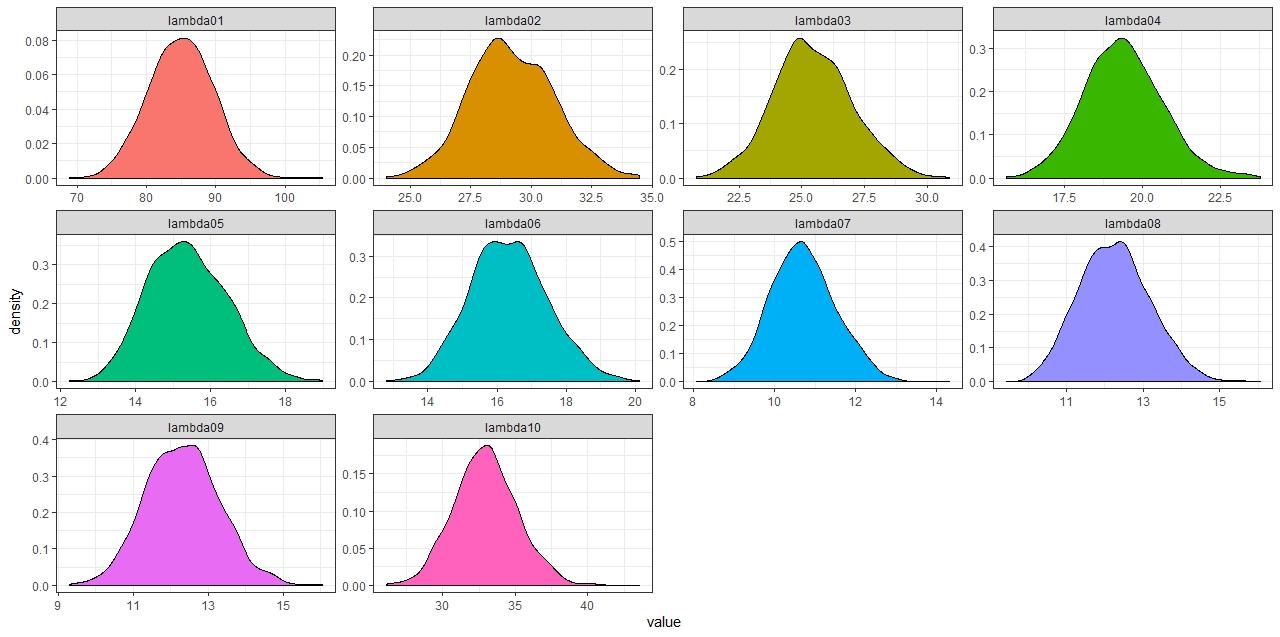 lambda01 lambda02 lambda03 lambda04
0.08 0.06 0.04 0.02 0.00
0.20 0.15 0.10 0.05 0.00
0.2 0.1 0.0
0.3 0.2 0.1 0.0
70 80 90 100
25.0 27.5 30.0 32.5 35.0
22.5 25.0 27.5 30.0
17.5 20.0 22.5
lambda05 lambda06 lambda07 lambda08
0.3 0.2 0.1 0.0
0.3 0.2 0.1 0.0
0.5 0.4 0.3 0.2 0.1 0.0
0.4 0.3 0.2 0.1 0.0
12 14 16 18
14 16 18 20
8 10 12 14
11 13 15
density
lambda09 lambda10
0.4 0.3 0.2 0.1 0.0
0.15 0.10 0.05 0.00
9 11 13 15
30 35 40
value